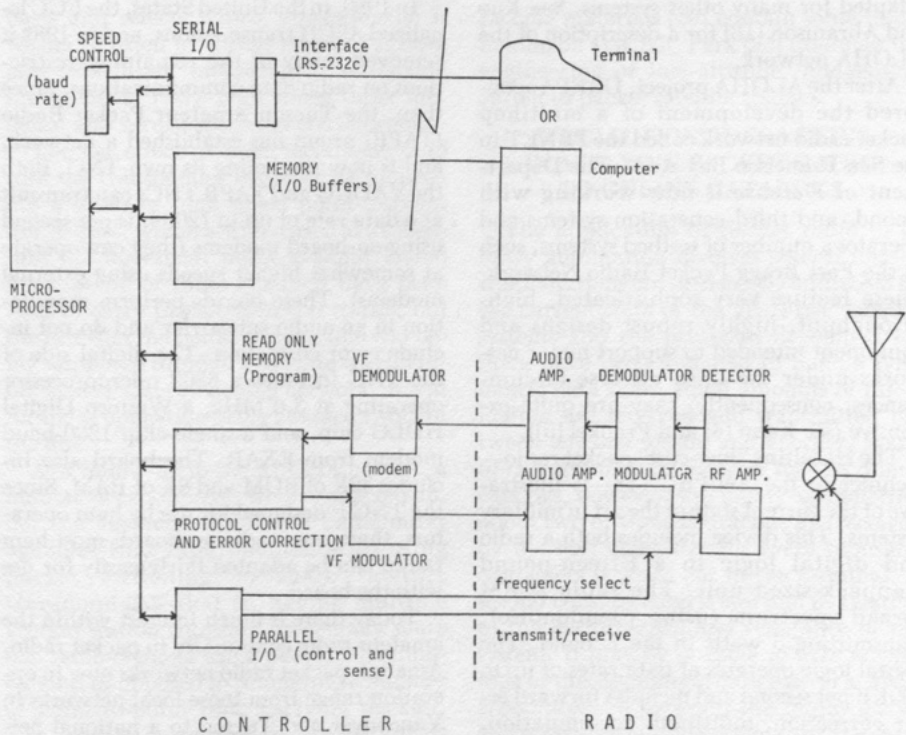 SPEED CONTROL
(baud rate)
SERIAL I/O
Interface
(RS-232c)
Terminal
OR
Computer
MEMORY
(I/O Buffers)
MICRO-
PROCESSOR
READ ONLY
MEMORY
(Program)
VF
DEMODULATOR
(modem)
PROTOCOL CONTROL
AND ERROR CORRECTION
VF MODULATOR
AUDIO
AMP.
DEMODULATOR
DETECTOR
AUDIO AMP.
MODULATOR
RF AMP.
frequency select
transmit/receive
PARALLEL
I/O (control and
sense)
CONTROLLER
RADIO